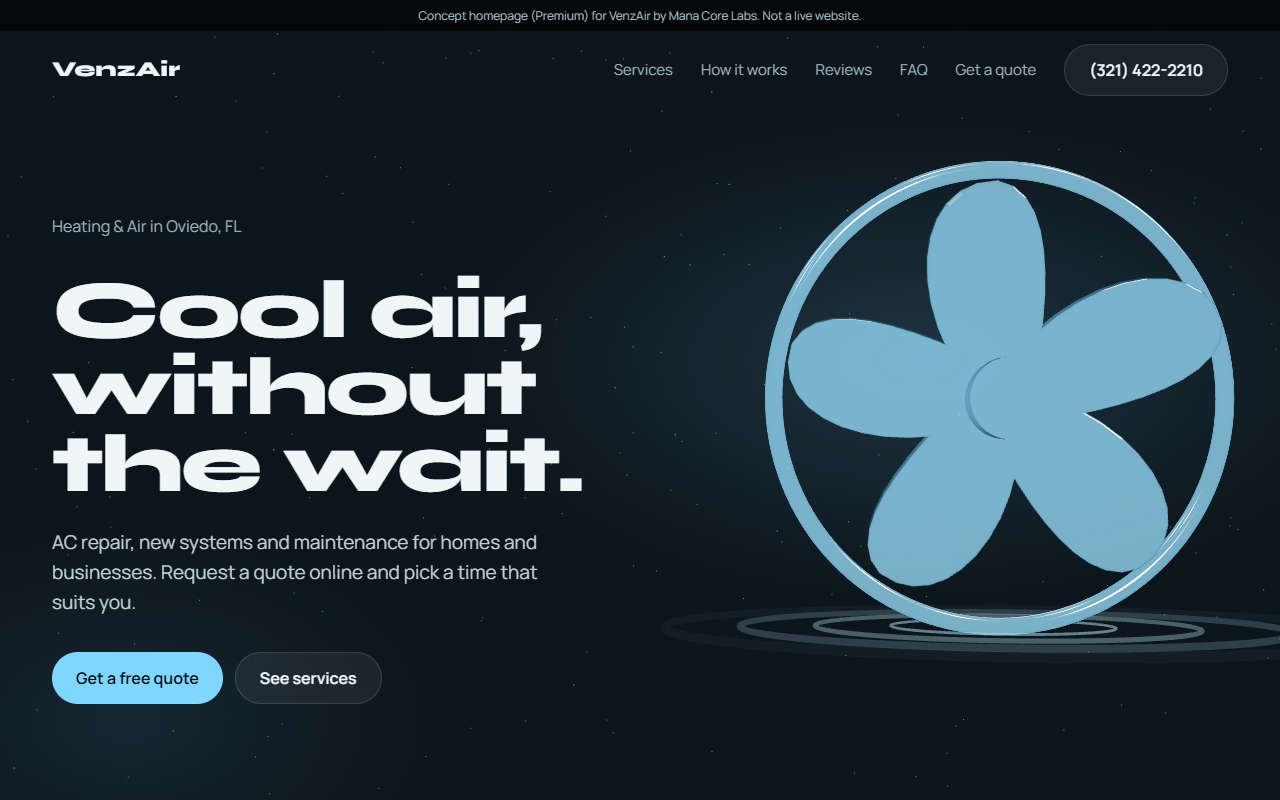 Concept homepage (Premium) for VenzAir by Mana Core Labs. Not a live website.
VenzAir
Services
How it works
Reviews
FAQ
Get a quote
(321) 422-2210
Heating & Air in Oviedo, FL
Cool air,
without
the wait.
AC repair, new systems and maintenance for homes and
businesses. Request a quote online and pick a time that
suits you.
Get a free quote
See services